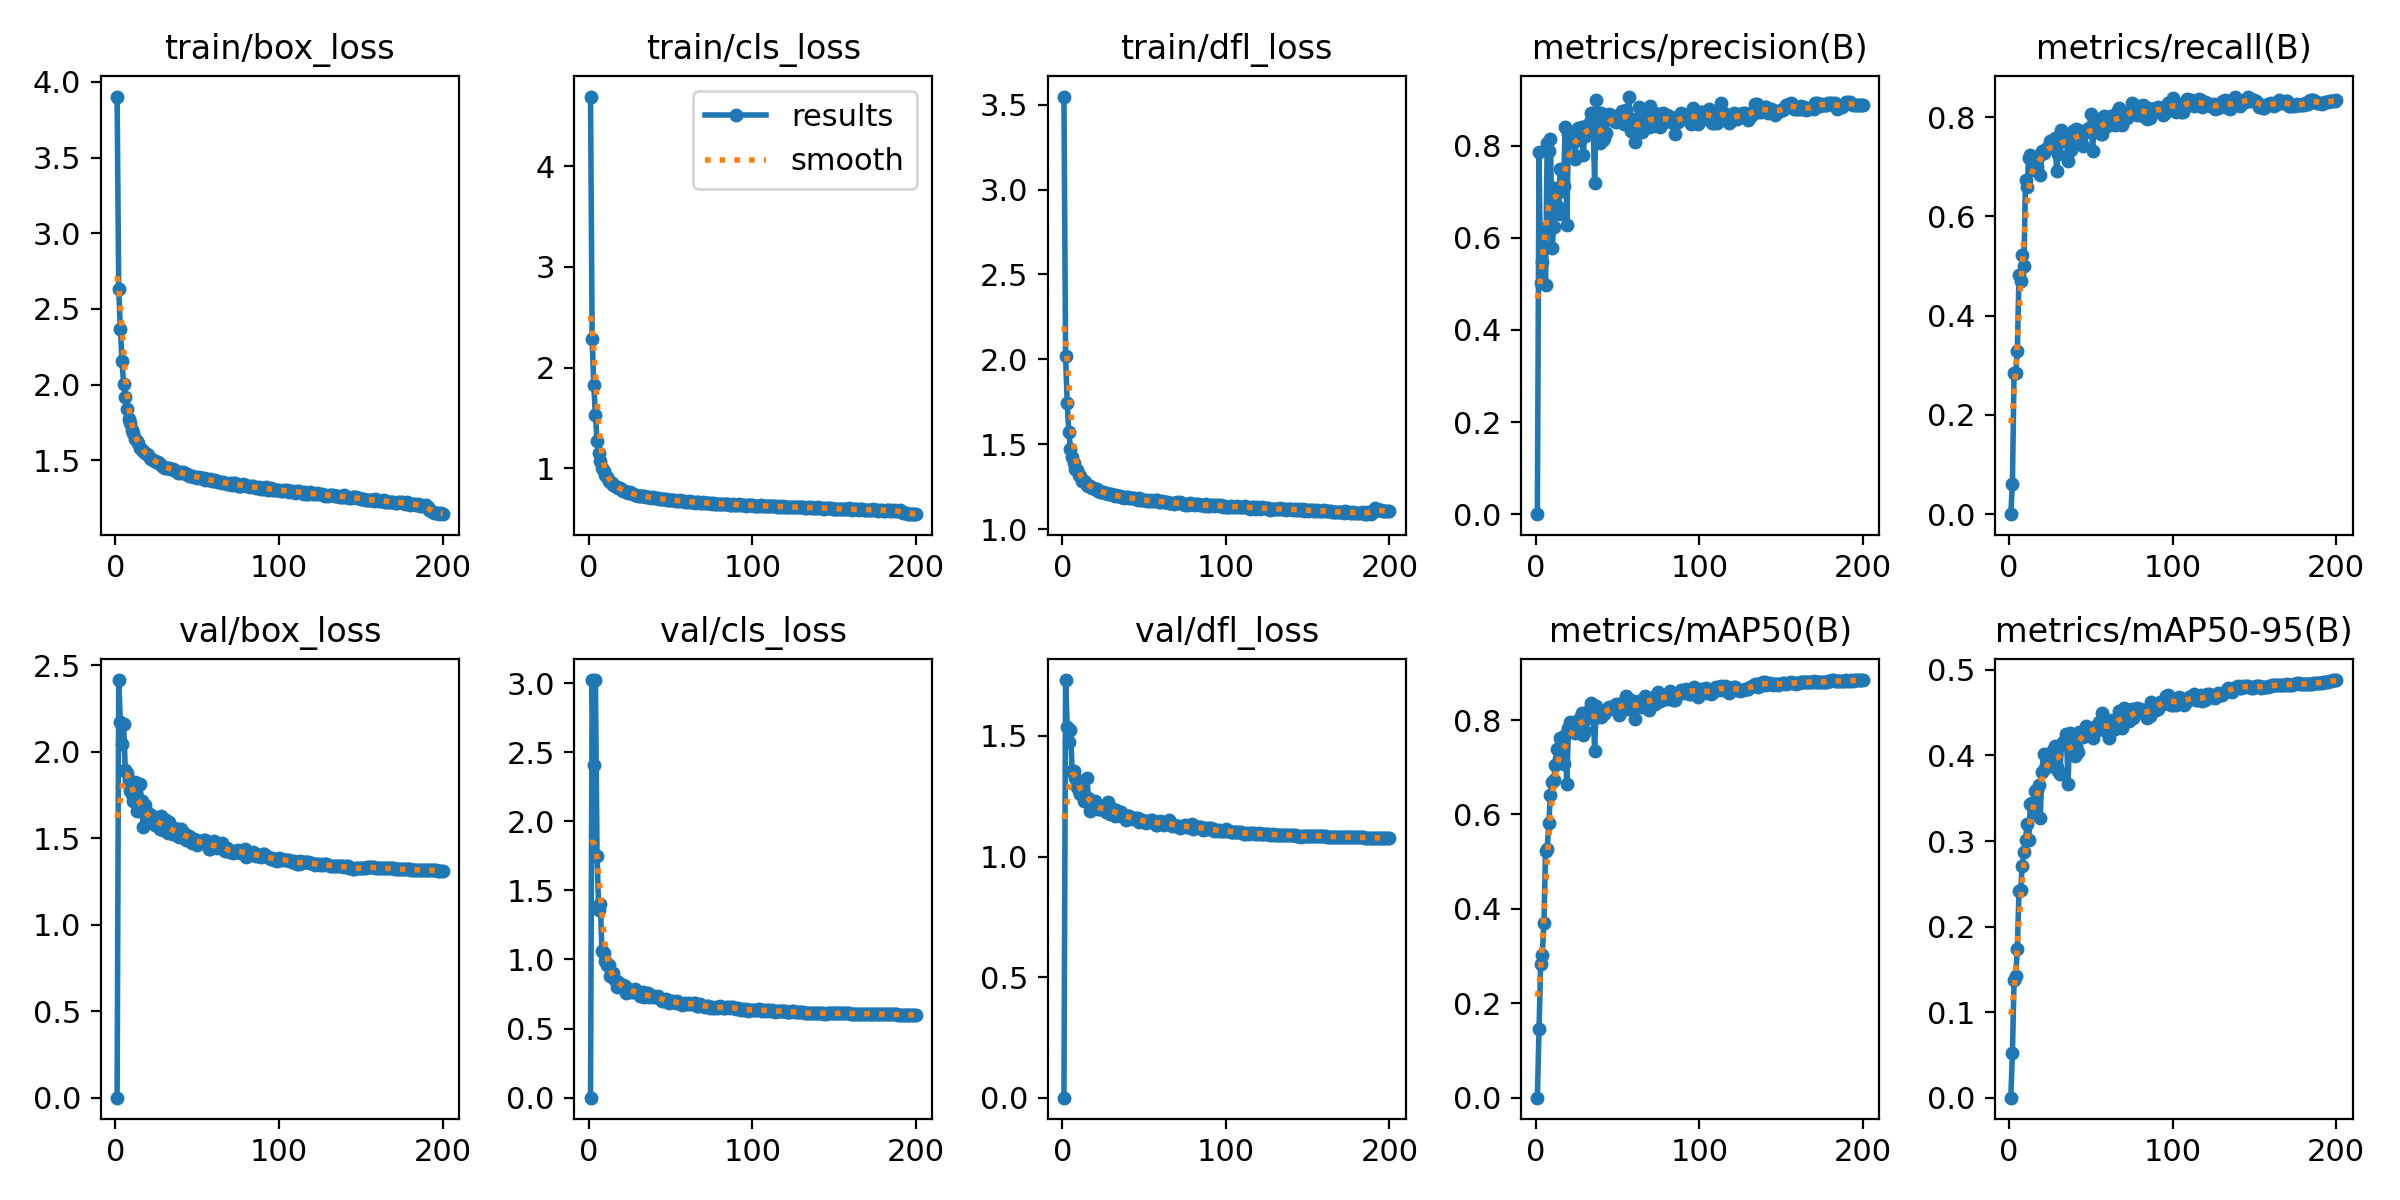 train/box_loss
4.0
3.5
3.0
2.5
2.0
1.5
0 100 200
train/cls_loss
results
smooth
4
3
2
1
0 100 200
train/dfl_loss
3.5
3.0
2.5
2.0
1.5
1.0
0 100 200
metrics/precision(B)
0.8
0.6
0.4
0.2
0.0
0 100 200
metrics/recall(B)
0.8
0.6
0.4
0.2
0.0
0 100 200
val/box_loss
2.5
2.0
1.5
1.0
0.5
0.0
0 100 200
val/cls_loss
3.0
2.5
2.0
1.5
1.0
0.5
0.0
0 100 200
val/dfl_loss
1.5
1.0
0.5
0.0
0 100 200
metrics/mAP50(B)
0.8
0.6
0.4
0.2
0.0
0 100 200
metrics/mAP50-95(B)
0.5
0.4
0.3
0.2
0.1
0.0
0 100 200